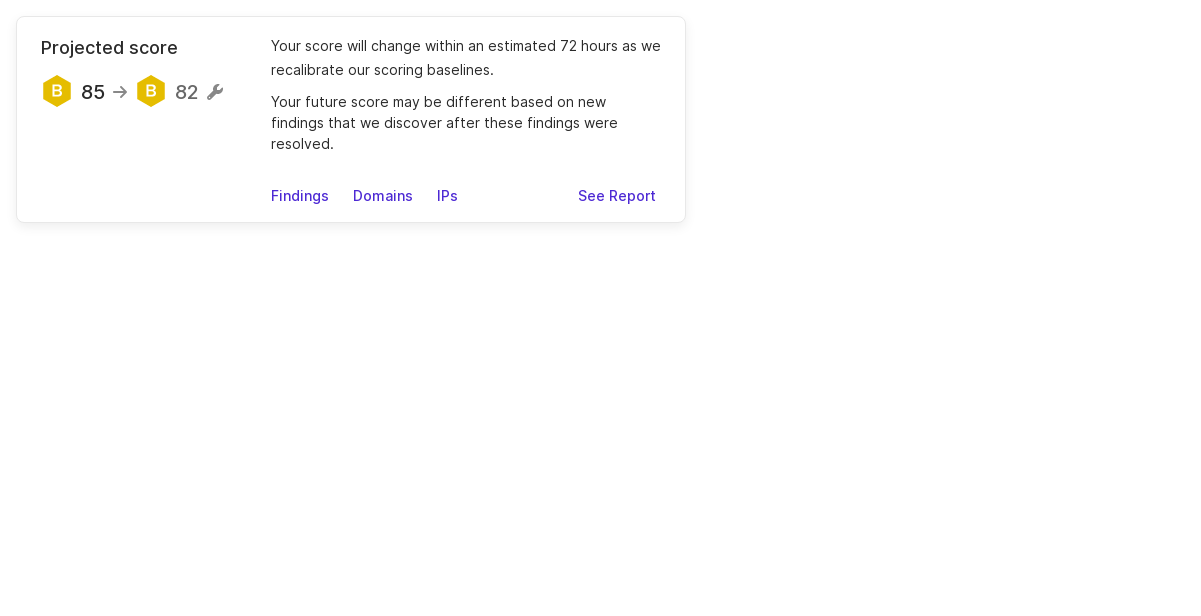 Projected score
B 85 → B 82
Your score will change within an estimated 72 hours as we
recalibrate our scoring baselines.
Your future score may be different based on new
findings that we discover after these findings were
resolved.
Findings Domains IPs See Report